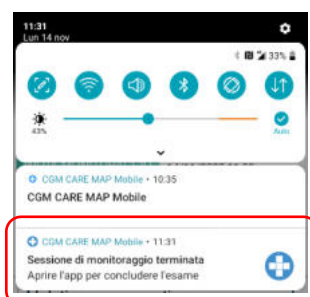 11:31
Lun 14 nov
33%
43%
Auto
CGM CARE MAP Mobile • 10:35
CGM CARE MAP Mobile
CGM CARE MAP Mobile • 11:31
Sessione di monitoraggio terminata
Aprire l'app per concludere l'esame